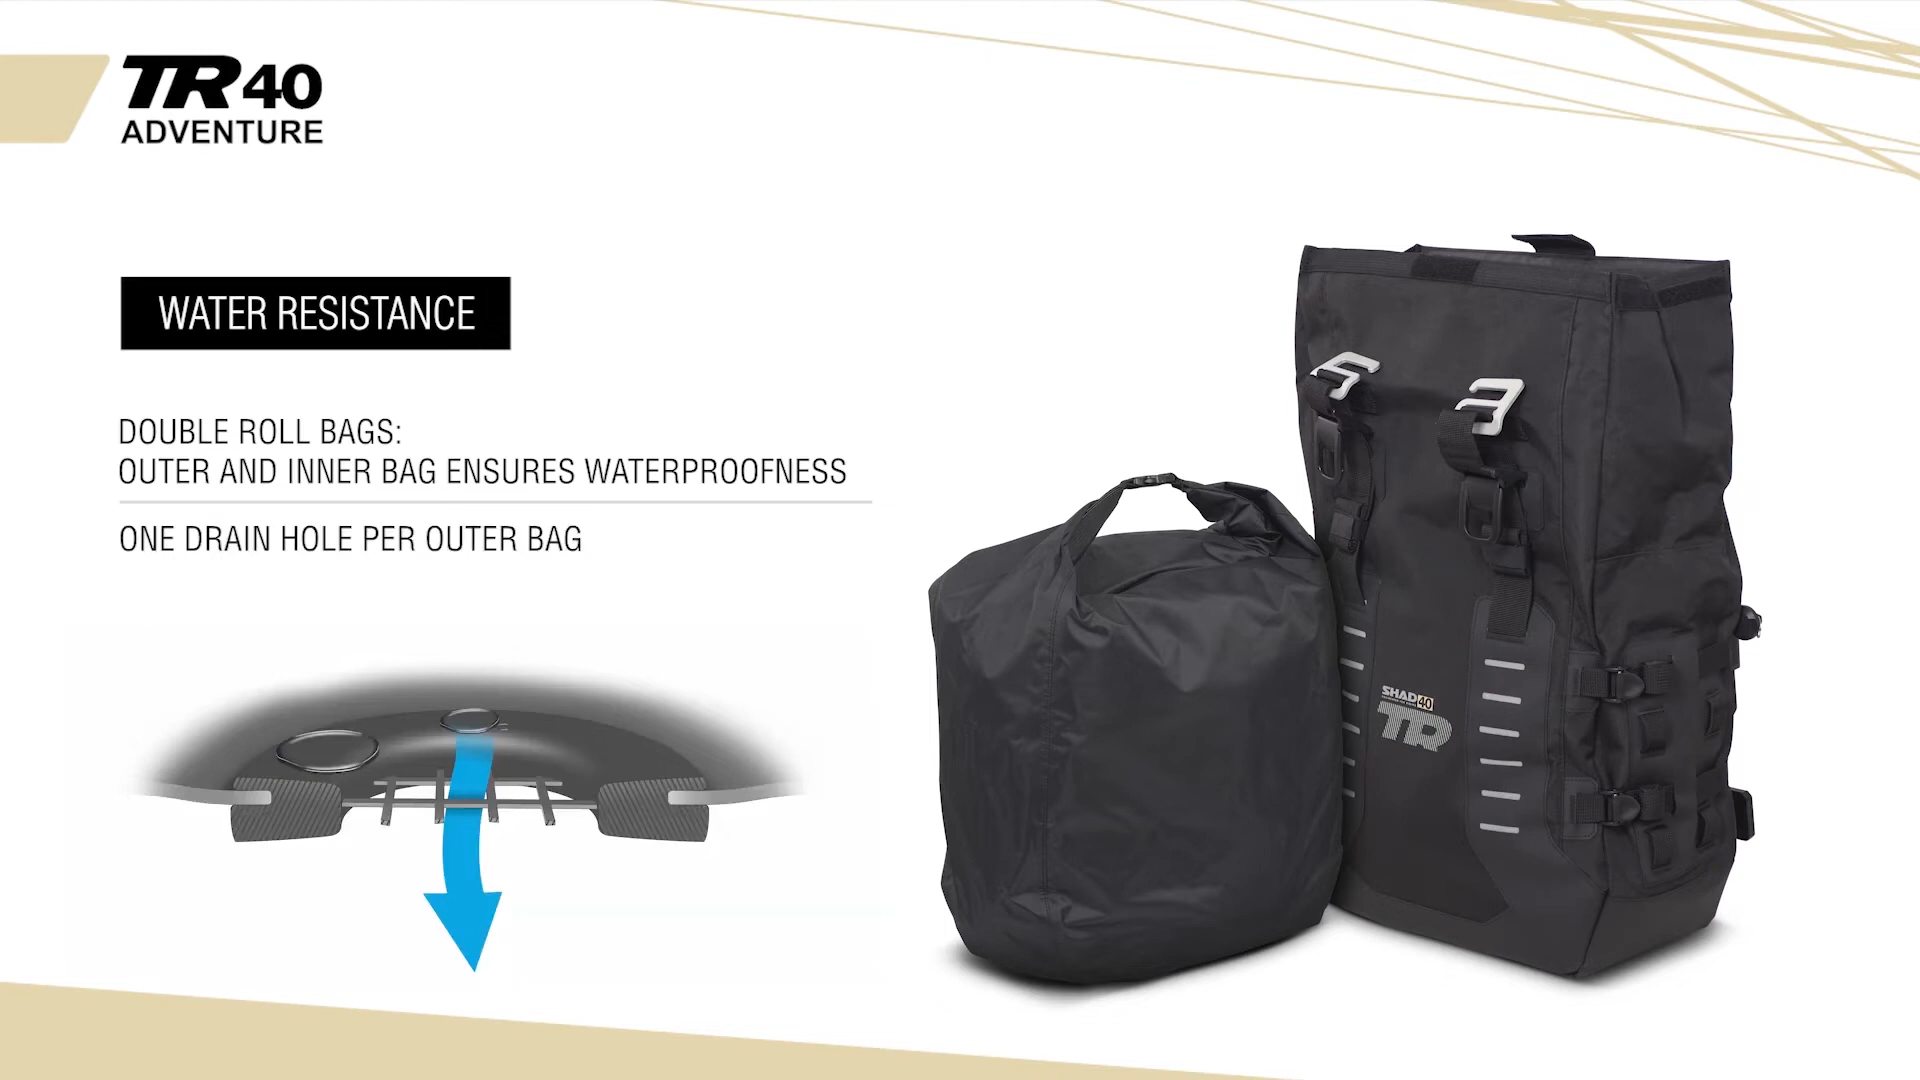 TR40
ADVENTURE
WATER RESISTANCE
DOUBLE ROLL BAGS:
OUTER AND INNER BAG ENSURES WATERPROOFNESS
ONE DRAIN HOLE PER OUTER BAG
SHAD 40
TR